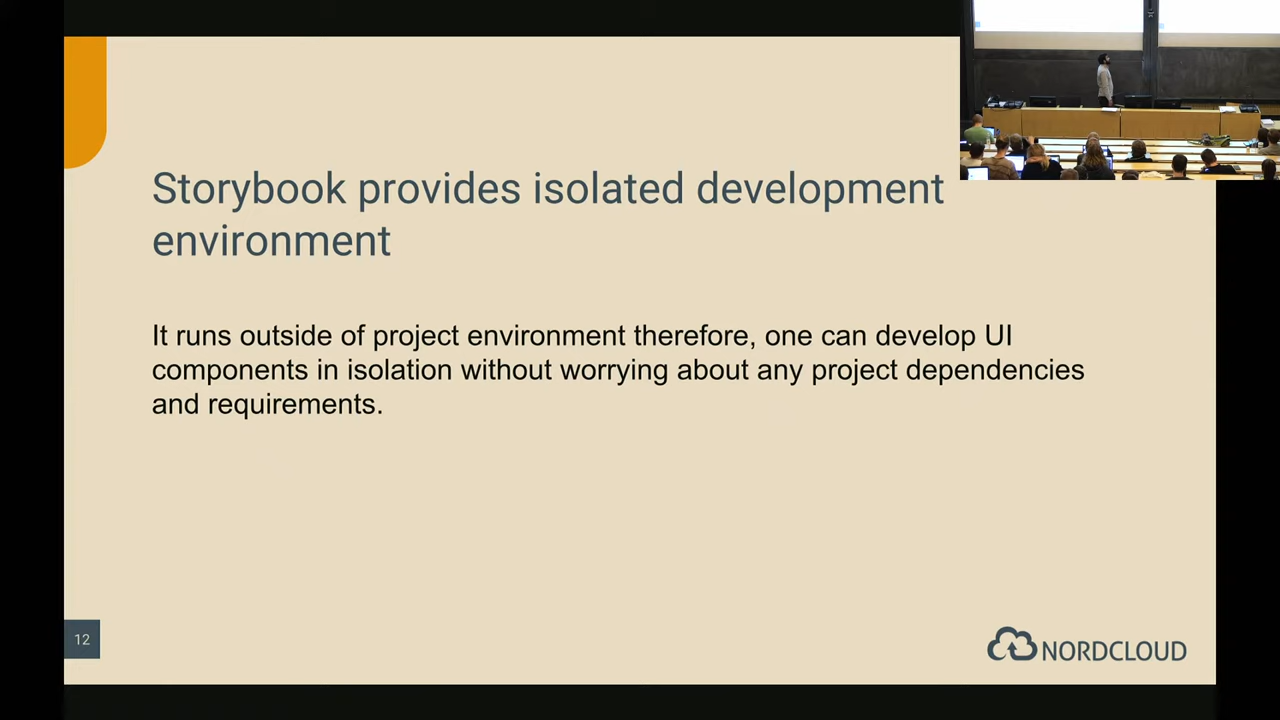 Storybook provides isolated development
environment
It runs outside of project environment therefore, one can develop UI
components in isolation without worrying about any project dependencies
and requirements.
12
NORDCLOUD